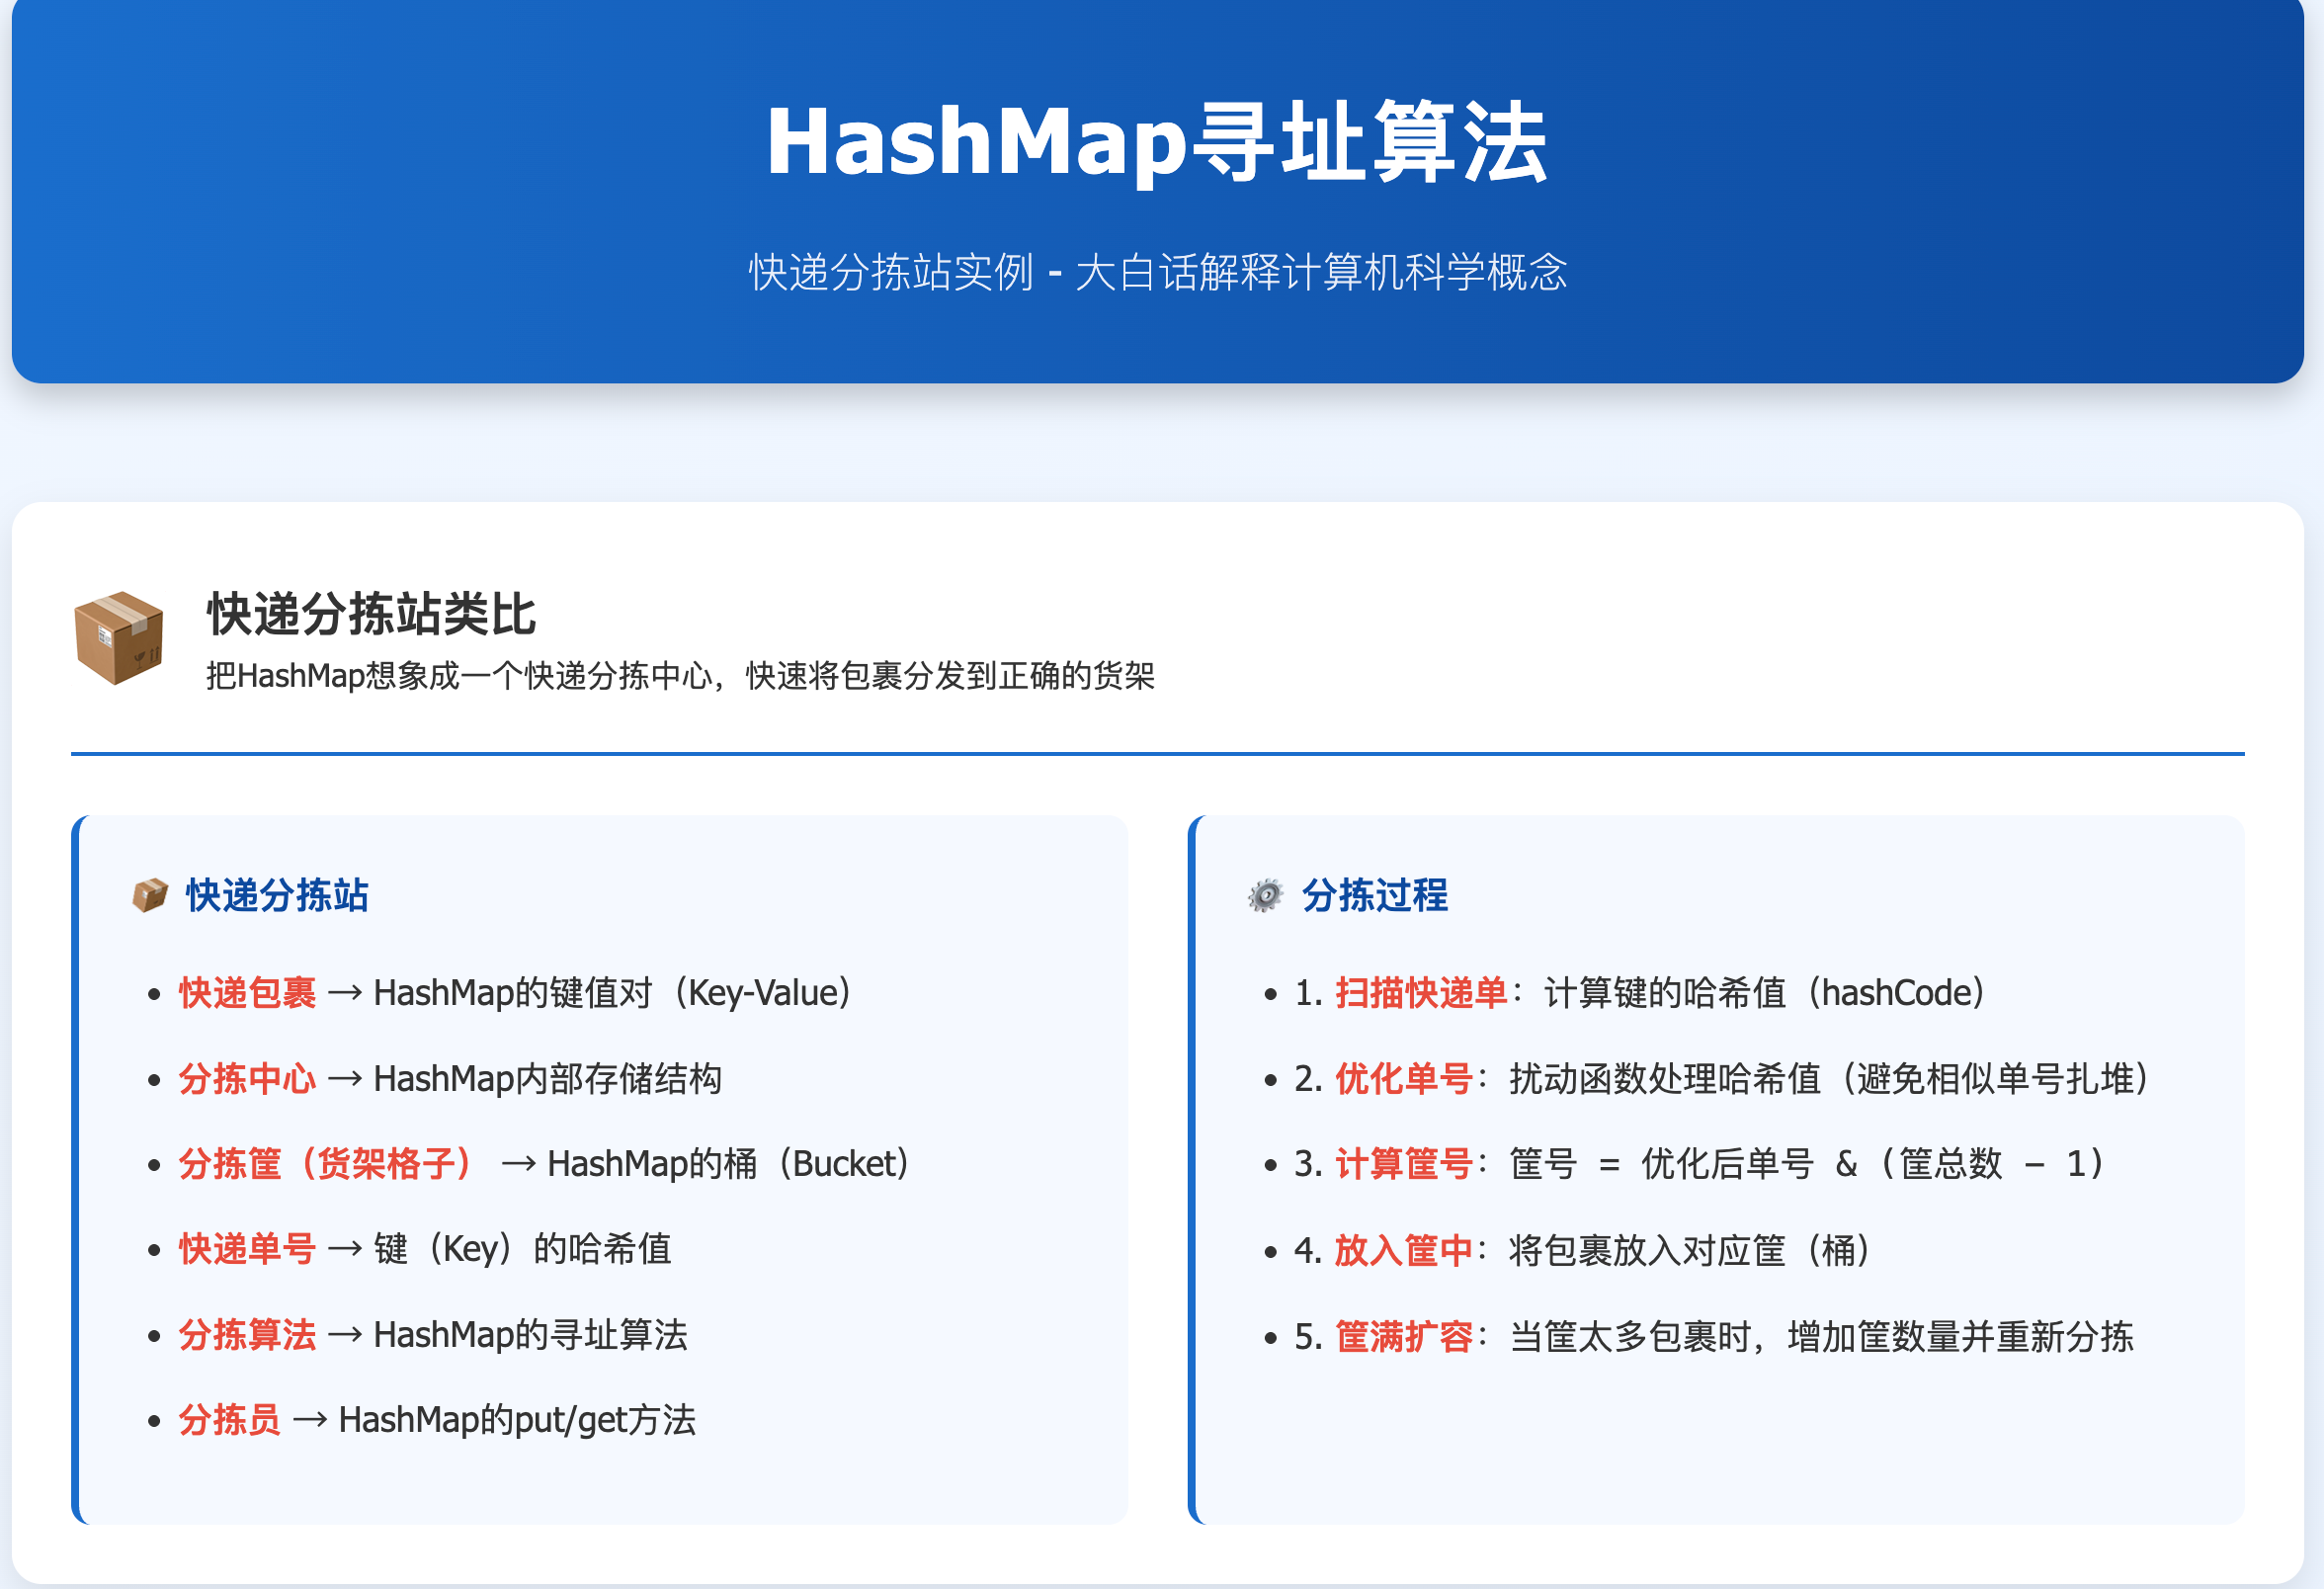 HashMap寻址算法
快递分拣站实例 - 大白话解释计算机科学概念
快递分拣站类比
把HashMap想象成一个快递分拣中心，快速将包裹分发到正确的货架
快递分拣站
• 快递包裹 → HashMap的键值对（Key-Value）
• 分拣中心 → HashMap内部存储结构
• 分拣筐（货架格子） → HashMap的桶（Bucket）
• 快递单号 → 键（Key）的哈希值
• 分拣算法 → HashMap的寻址算法
• 分拣员 → HashMap的put/get方法
分拣过程
• 1. 扫描快递单：计算键的哈希值（hashCode）
• 2. 优化单号：扰动函数处理哈希值（避免相似单号扎堆）
• 3. 计算筐号：筐号 = 优化后单号 & (筐总数 − 1)
• 4. 放入筐中：将包裹放入对应筐（桶）
• 5. 筐满扩容：当筐太多包裹时，增加筐数量并重新分拣